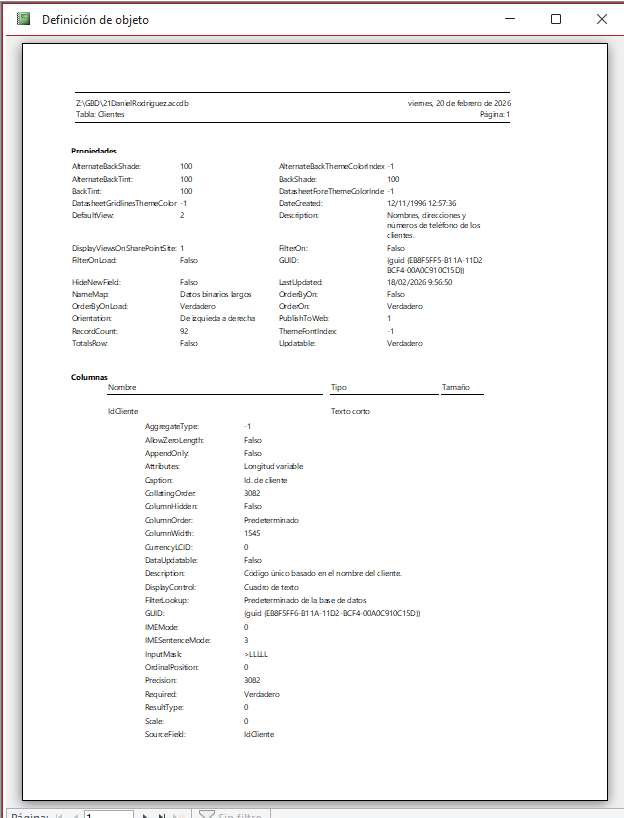 Definición de objeto
Z:\GBD\21DanielRodriguez.accdb viernes, 20 de febrero de 2026
Tabla: Clientes Página: 1
Propiedades
AlternateBackShade: 100 AlternateBackThemeColorIndex -1
AlternateBackTint: 100 BackShade: 100
BackTint: 100 DatasheetForeThemeColorInde -1
DatasheetGridlinesThemeColor -1 DateCreated: 12/11/1996 12:57:36
DefaultView: 2 Description: Nombres, direcciones y
números de teléfono de los
clientes.
DisplayViewsOnSharePointSite: 1 FilterOn: Falso
FilterOnLoad: Falso GUID: {guid {EB8F5FF5-B11A-11D2
BCF4-00A0C910C15D}}
HideNewField: Falso LastUpdated: 18/02/2026 9:56:50
NameMap: Datos binarios largos OrderByOn: Falso
OrderByOnLoad: Verdadero OrderOn: Verdadero
Orientation: De izquieda a derecha PublishToWeb: 1
RecordCount: 92 ThemeFontIndex: -1
TotalsRow: Falso Updatable: Verdadero
Columnas
Nombre Tipo Tamaño
IdCliente Texto corto
AggregateType: -1
AllowZeroLength: Falso
AppendOnly: Falso
Attributes: Longitud variable
Caption: Id. de cliente
CollatingOrder: 3082
ColumnHidden: Falso
ColumnOrder: Predeterminado
ColumnWidth: 1545
CurrencyLCID: 0
DataUpdatable: Falso
Description: Código único basado en el nombre del cliente.
DisplayControl: Cuadro de texto
FilterLookup: Predeterminado de la base de datos
GUID: {guid {EB8F5FF6-B11A-11D2-BCF4-00A0C910C15D}}
IMEMode: 0
IMESentenceMode: 3
InputMask: >LLLLL
OrdinalPosition: 0
Precision: 3082
Required: Verdadero
ResultType: 0
Scale: 0
SourceField: IdCliente
Página: 1 Sin filtro